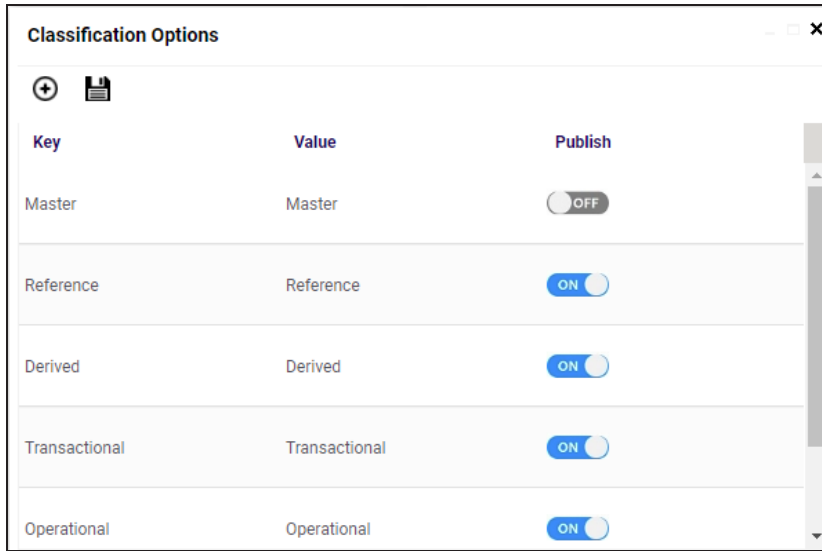 Classification Options
Key Value Publish
Master Master OFF
Reference Reference ON
Derived Derived ON
Transactional Transactional ON
Operational Operational ON